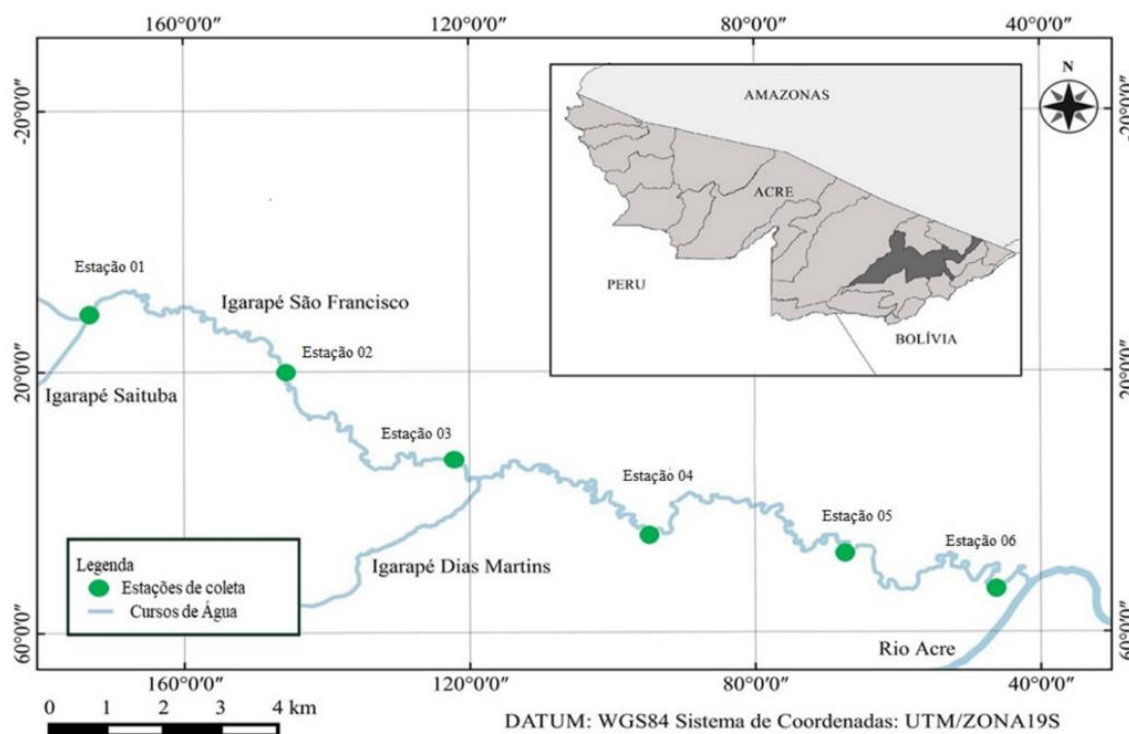 160°0'0" 120°0'0" 80°0'0" 40°0'0"
-20°0'0" -20°0'0"
N
AMAZONAS
ACRE
PERU
BOLÍVIA
Estação 01
Igarapé São Francisco
Estação 02
20°0'0" 20°0'0"
Igarapé Saituba
Estação 03
Estação 04
Estação 05
Estação 06
Igarapé Dias Martins
Legenda
Estações de coleta
Cursos de Água
Rio Acre
60°0'0" 60°0'0"
160°0'0" 120°0'0" 80°0'0" 40°0'0"
0 1 2 3 4 km
DATUM: WGS84 Sistema de Coordenadas: UTM/ZONA19S